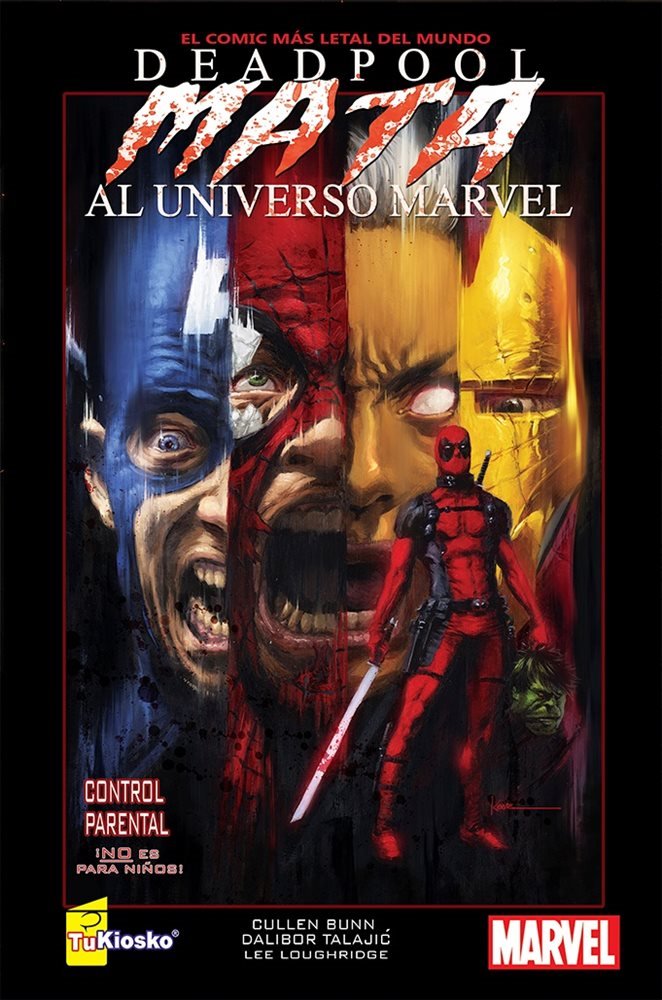 EL COMIC MÁS LETAL DEL MUNDO
DEADPOOL
MATA
AL UNIVERSO MARVEL
CONTROL
PARENTAL
¡NO ES
PARA NIÑOS!
TuKiosko®
CULLEN BUNN
DALIBOR TALAJIĆ
LEE LOUGHRIDGE
MARVEL